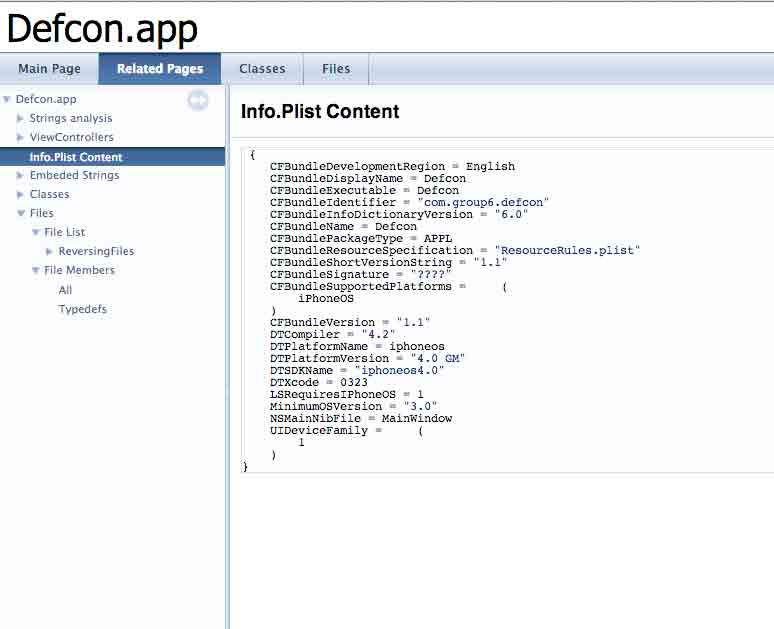 Defcon.app
Main Page Related Pages Classes Files
Defcon.app
Strings analysis
ViewControllers
Info.Plist Content
Embeded Strings
Classes
Files
File List
ReversingFiles
File Members
All
Typedefs
Info.Plist Content
{
CFBundleDevelopmentRegion = English
CFBundleDisplayName = Defcon
CFBundleExecutable = Defcon
CFBundleIdentifier = "com.group6.defcon"
CFBundleInfoDictionaryVersion = "6.0"
CFBundleName = Defcon
CFBundlePackageType = APPL
CFBundleResourceSpecification = "ResourceRules.plist"
CFBundleShortVersionString = "1.1"
CFBundleSignature = "????"
CFBundleSupportedPlatforms = (
iPhoneOS
)
CFBundleVersion = "1.1"
DTCompiler = "4.2"
DTPlatformName = iphoneos
DTPlatformVersion = "4.0 GM"
DTSDKName = "iphoneos4.0"
DTXcode = 0323
LSRequiresIPhoneOS = 1
MinimumOSVersion = "3.0"
NSMainNibFile = MainWindow
UIDeviceFamily = (
1
)
}